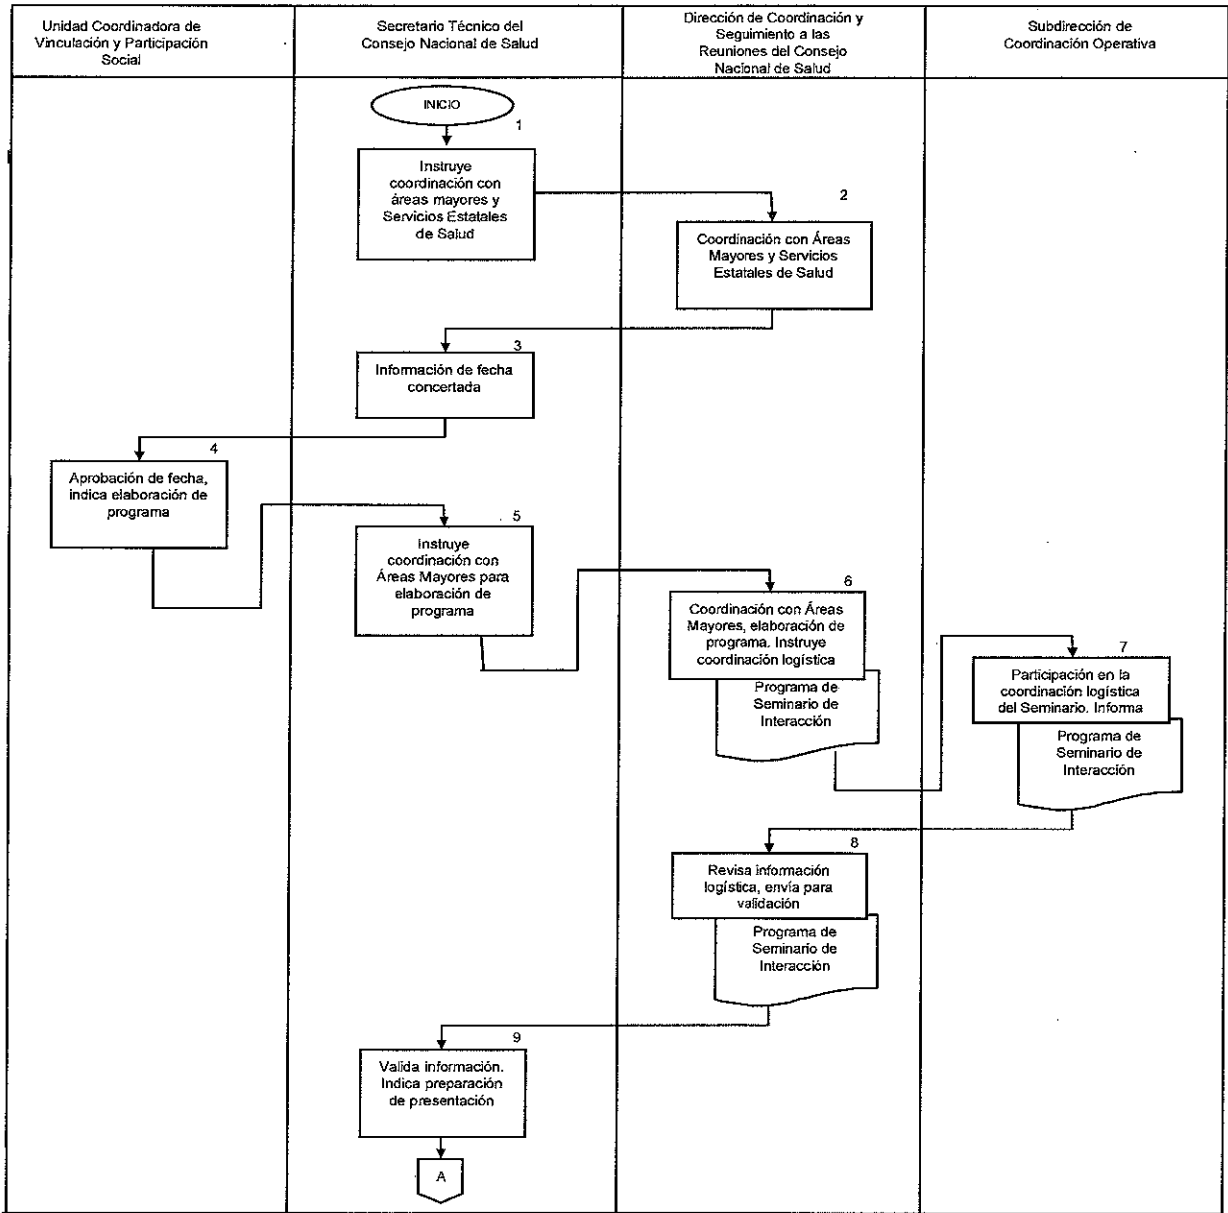 Unidad Coordinadora de
Vinculación y Participación
Social
Secretario Técnico del
Consejo Nacional de Salud
Dirección de Coordinación y
Seguimiento a las
Reuniones del Consejo
Nacional de Salud
Subdirección de
Coordinación Operativa
INICIO
1
Instruye
coordinación con
áreas mayores y
Servicios Estatales
de Salud
2
Coordinación con Áreas
Mayores y Servicios
Estatales de Salud
3
Información de fecha
concertada
4
Aprobación de fecha,
indica elaboración de
programa
5
Instruye
coordinación con
Áreas Mayores para
elaboración de
programa
6
Coordinación con Áreas
Mayores, elaboración de
programa. Instruye
coordinación logística
Programa de
Seminario de
Interacción
7
Participación en la
coordinación logística
del Seminario. Informa
Programa de
Seminario de
Interacción
8
Revisa información
logística, envía para
validación
Programa de
Seminario de
Interacción
9
Valida información.
Indica preparación
de presentación
A